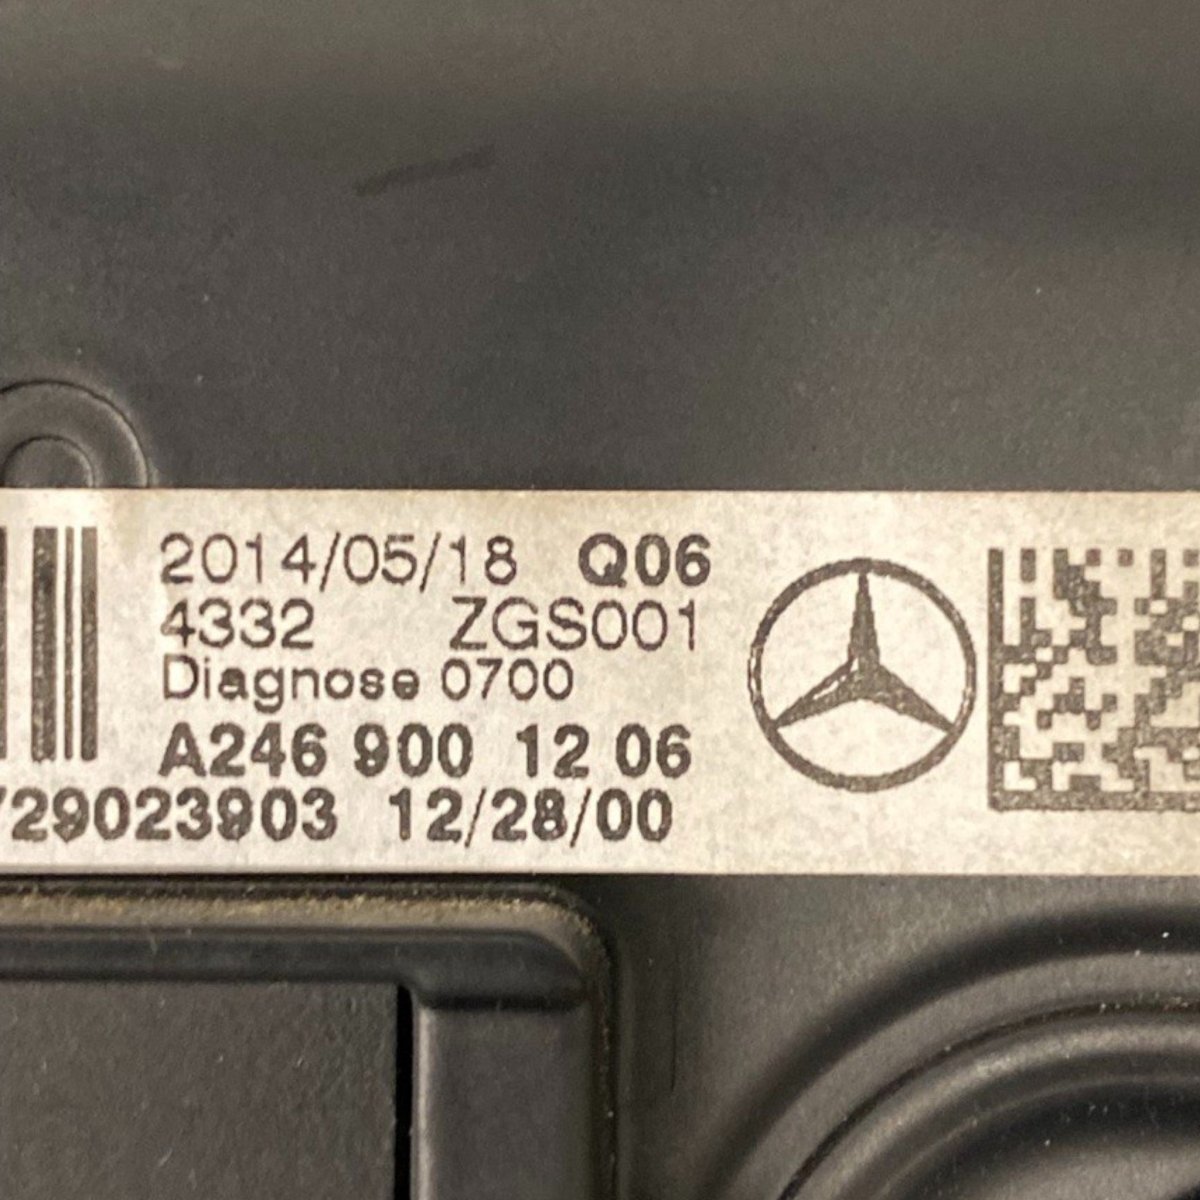 2014/05/18 Q06
4332 ZGS001
Diagnose 0700
A246 900 12 06
729023903 12/28/00